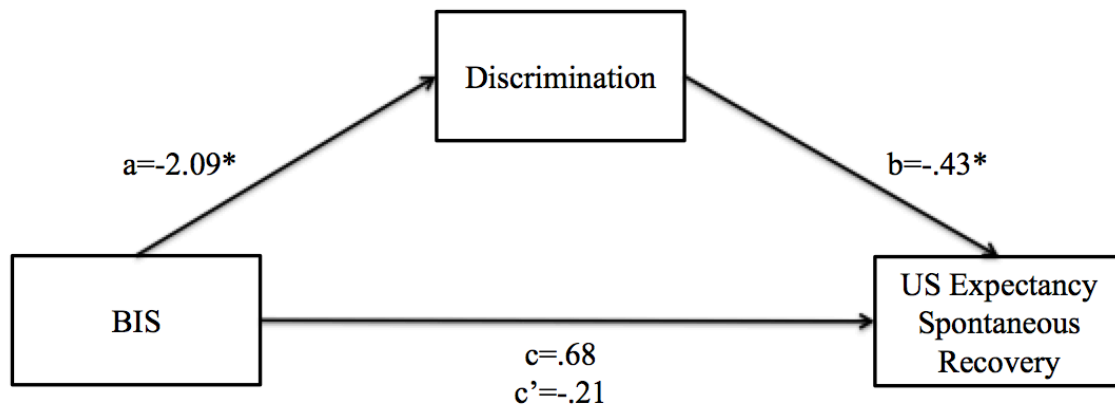 Discrimination
a=-2.09*
b=-.43*
BIS
US Expectancy
Spontaneous
Recovery
c=.68
c’=-.21